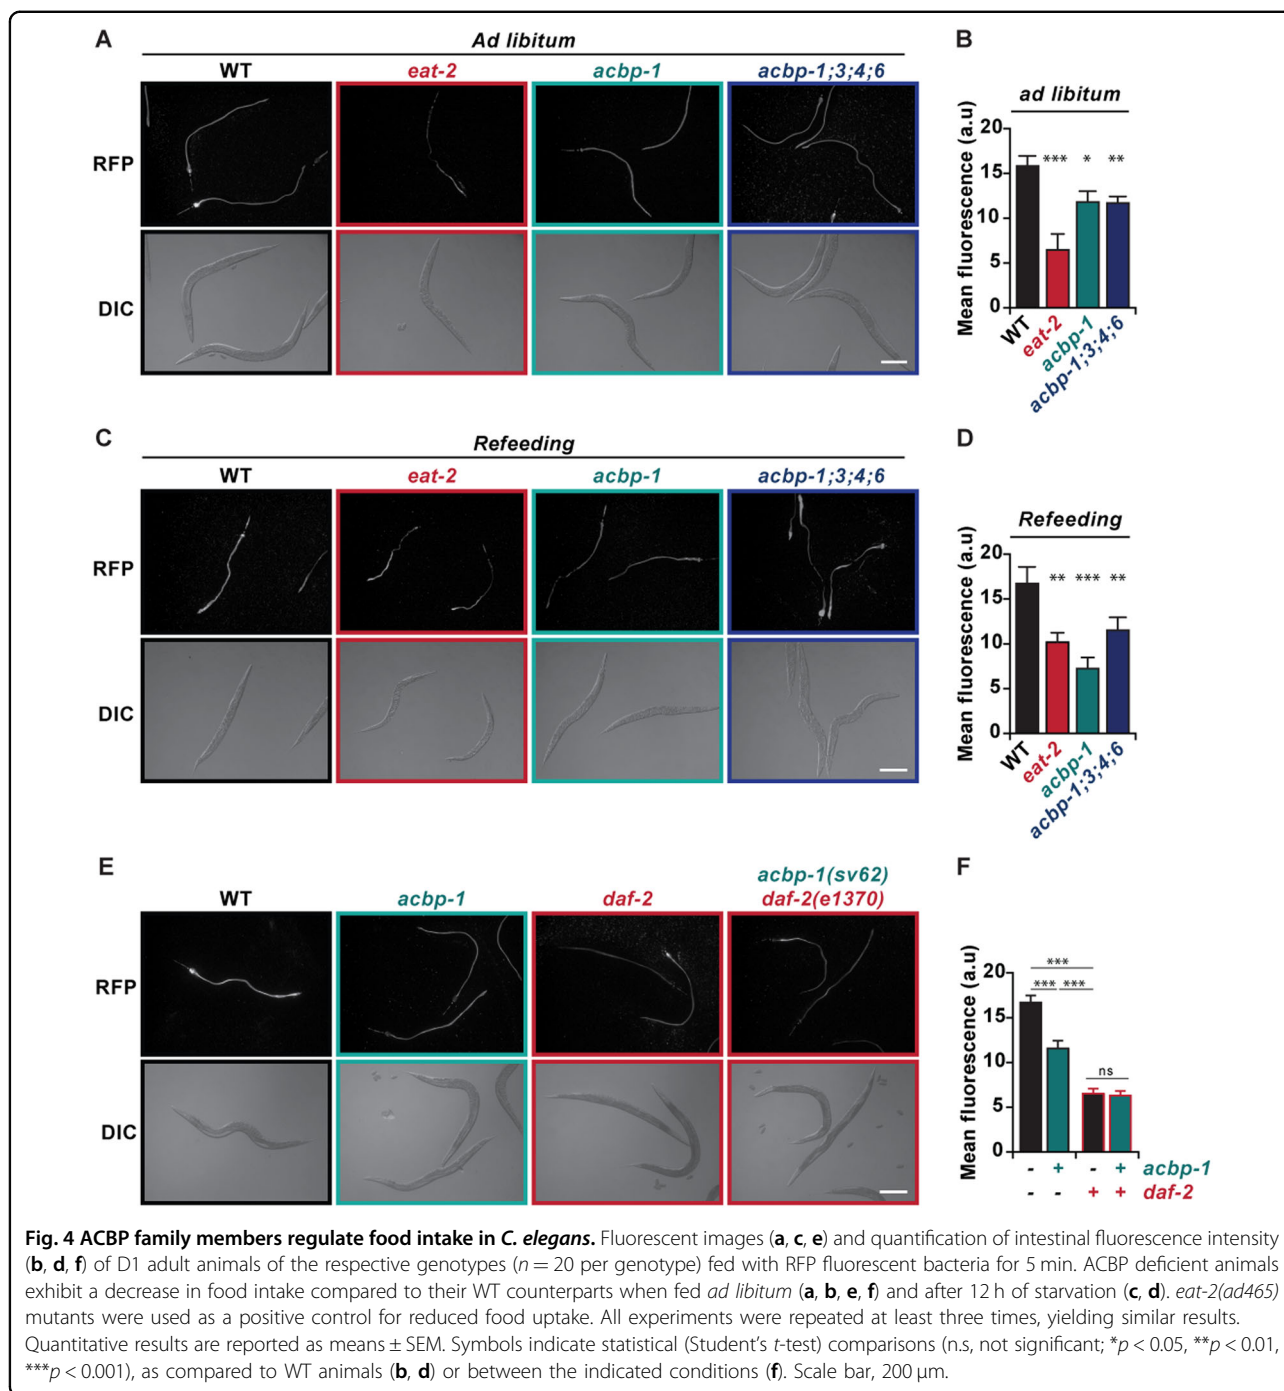 A
Ad libitum
WT eat-2 acbp-1 acbp-1;3;4;6
RFP
DIC
B
ad libitum
Mean fluorescence (a.u)
20
15
10
5
0
*** * **
WT eat-2 acbp-1 acbp-1;3;4;6
C
Refeeding
WT eat-2 acbp-1 acbp-1;3;4;6
RFP
DIC
D
Refeeding
Mean fluorescence (a.u)
20
15
10
5
0
** *** **
WT eat-2 acbp-1 acbp-1;3;4;6
E
WT acbp-1 daf-2 acbp-1(sv62)
daf-2(e1370)
RFP
DIC
F
Mean fluorescence (a.u)
20
15
10
5
0
***
*** ***
ns
- + - + acbp-1
- - + + daf-2
Fig. 4 ACBP family members regulate food intake in C. elegans. Fluorescent images (a, c, e) and quantification of intestinal fluorescence intensity
(b, d, f) of D1 adult animals of the respective genotypes (n = 20 per genotype) fed with RFP fluorescent bacteria for 5 min. ACBP deficient animals
exhibit a decrease in food intake compared to their WT counterparts when fed ad libitum (a, b, e, f) and after 12 h of starvation (c, d). eat-2(ad465)
mutants were used as a positive control for reduced food uptake. All experiments were repeated at least three times, yielding similar results.
Quantitative results are reported as means ± SEM. Symbols indicate statistical (Student's t-test) comparisons (n.s, not significant; *p < 0.05, **p < 0.01,
***p < 0.001), as compared to WT animals (b, d) or between the indicated conditions (f). Scale bar, 200 µm.